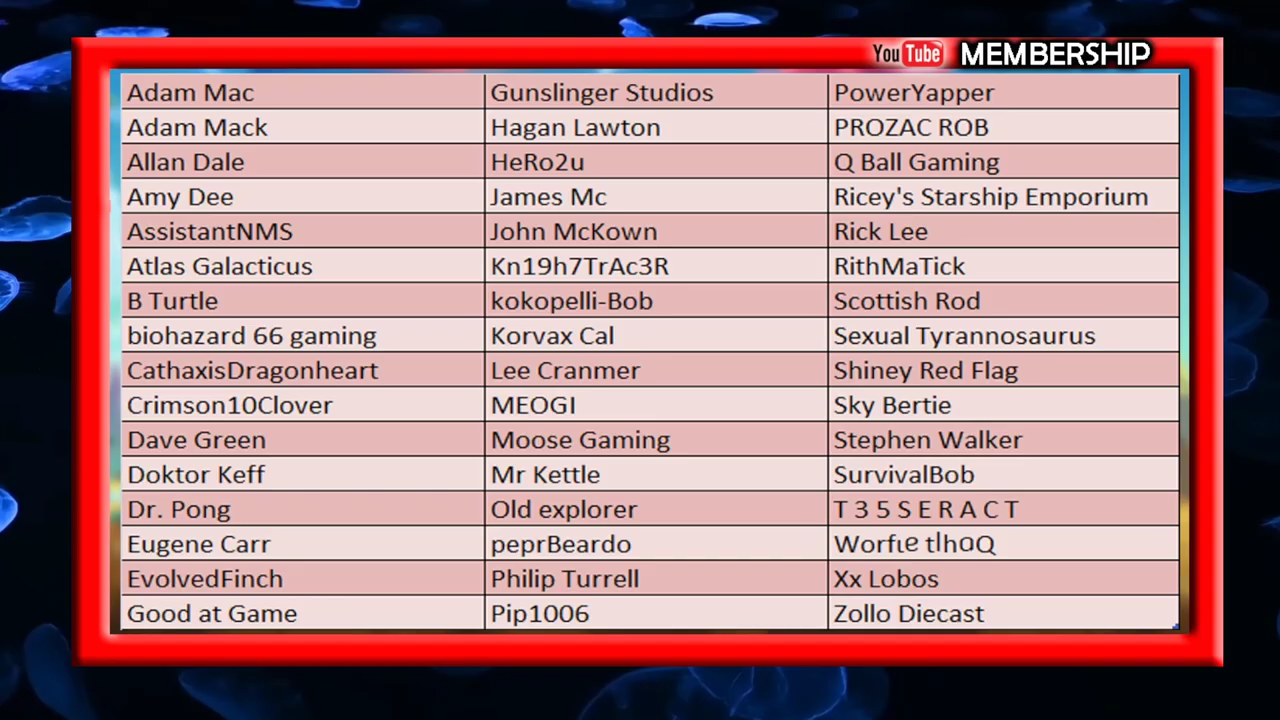 YouTube MEMBERSHIP
Adam Mac Gunslinger Studios PowerYapper
Adam Mack Hagan Lawton PROZAC ROB
Allan Dale HeRo2u Q Ball Gaming
Amy Dee James Mc Ricey's Starship Emporium
AssistantNMS John McKown Rick Lee
Atlas Galacticus Kn19h7TrAc3R RithMaTick
B Turtle kokopelli-Bob Scottish Rod
biohazard 66 gaming Korvax Cal Sexual Tyrannosaurus
CathaxisDragonheart Lee Cranmer Shiney Red Flag
Crimson10Clover MEOGI Sky Bertie
Dave Green Moose Gaming Stephen Walker
Doktor Keff Mr Kettle SurvivalBob
Dr. Pong Old explorer T 3 5 S E R A C T
Eugene Carr peprBeardo Worfɩɐ tlhɑQ
EvolvedFinch Philip Turrell Xx Lobos
Good at Game Pip1006 Zollo Diecast